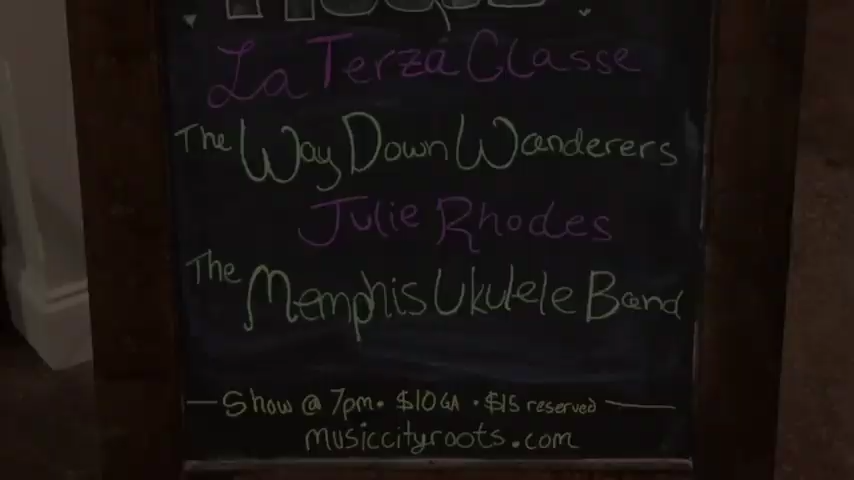 La Terza Classe
The Way Down Wanderers
Julie Rhodes
The Memphis Ukulele Band
Show @ 7pm • $10 GA • $15 reserved
musiccityroots.com